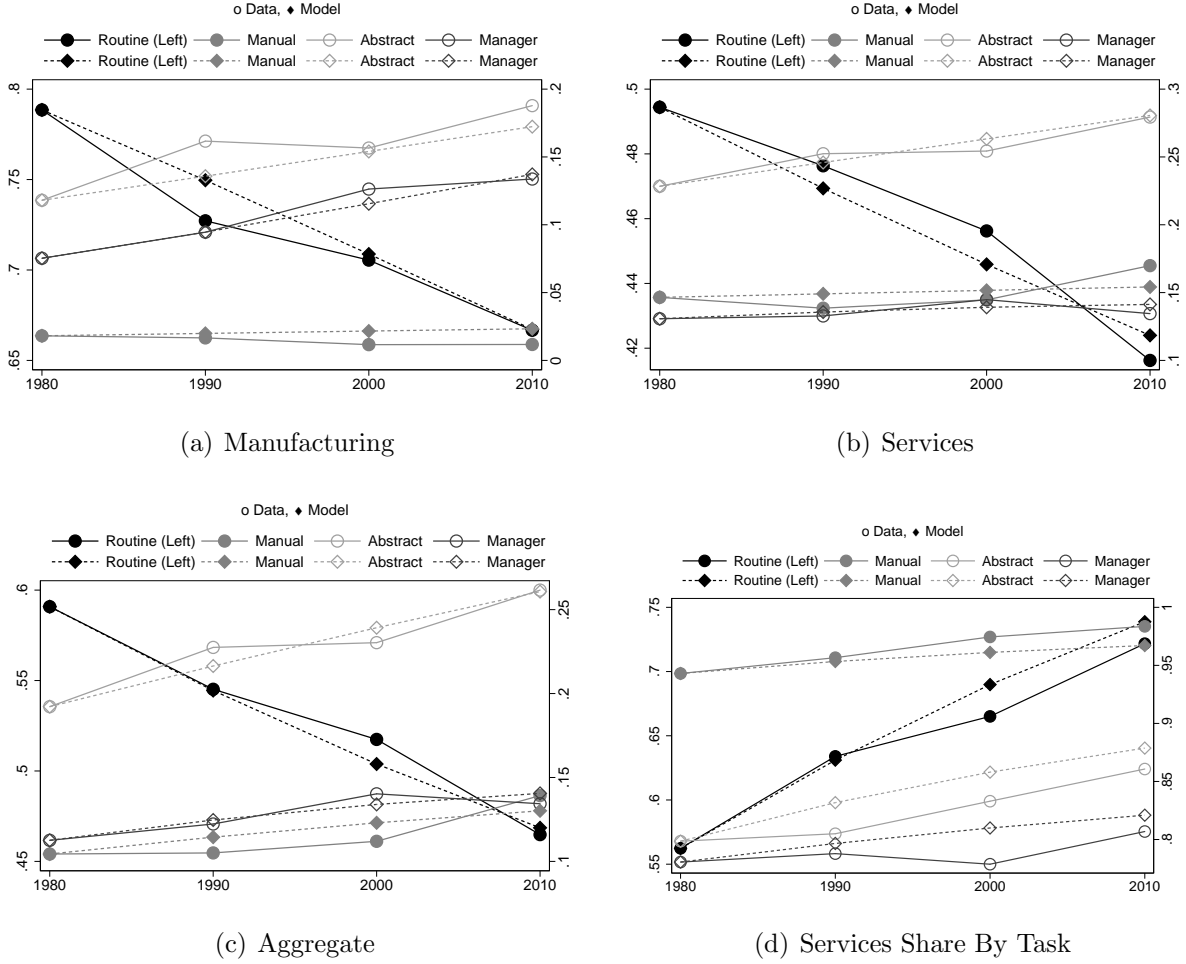 o Data, ♦ Model
Routine (Left) Manual Abstract Manager
Routine (Left) Manual Abstract Manager
.8
.75
.7
.65
.2
.15
.1
.05
0
1980 1990 2000 2010
(a) Manufacturing
o Data, ♦ Model
Routine (Left) Manual Abstract Manager
Routine (Left) Manual Abstract Manager
.5
.48
.46
.44
.42
.3
.25
.2
.15
.1
1980 1990 2000 2010
(b) Services
o Data, ♦ Model
Routine (Left) Manual Abstract Manager
Routine (Left) Manual Abstract Manager
.6
.55
.5
.45
.25
.2
.15
.1
1980 1990 2000 2010
(c) Aggregate
o Data, ♦ Model
Routine (Left) Manual Abstract Manager
Routine (Left) Manual Abstract Manager
.75
.7
.65
.6
.55
1
.95
.9
.85
.8
1980 1990 2000 2010
(d) Services Share By Task